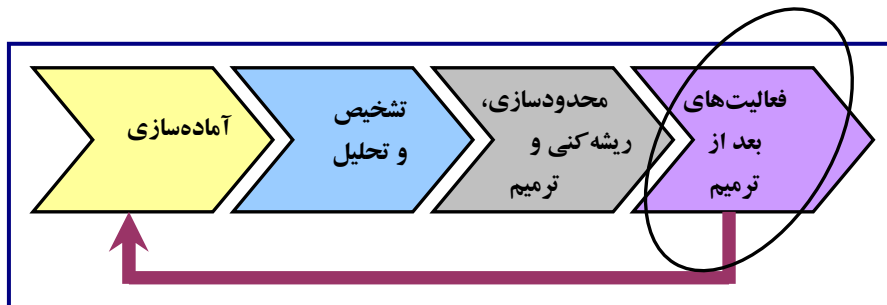 آماده‌سازی
تشخیص
و تحلیل
محدودسازی،
ریشه‌کنی و
ترمیم
فعالیت‌های
بعد از
ترمیم